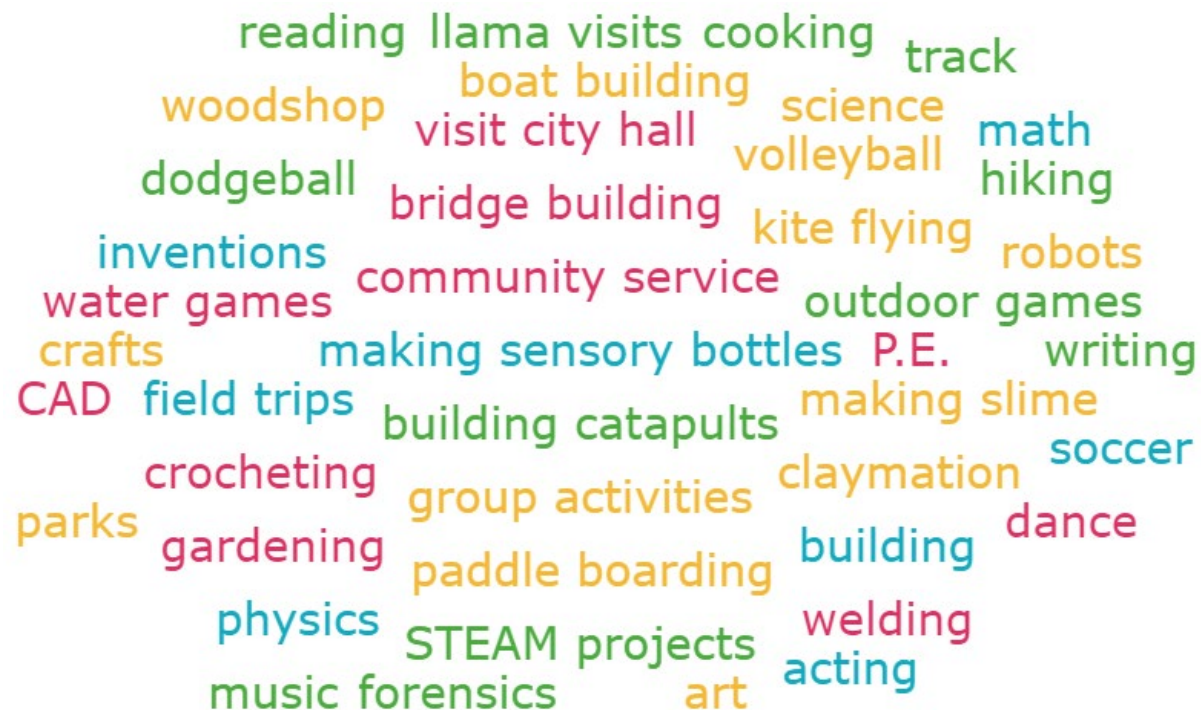 reading llama visits cooking track
woodshop boat building science
visit city hall volleyball math
dodgeball bridge building hiking
inventions kite flying robots
water games community service outdoor games
crafts making sensory bottles P.E. writing
CAD field trips building catapults making slime
crocheting group activities claymation soccer
parks gardening paddle boarding building dance
physics STEAM projects welding
music forensics art acting